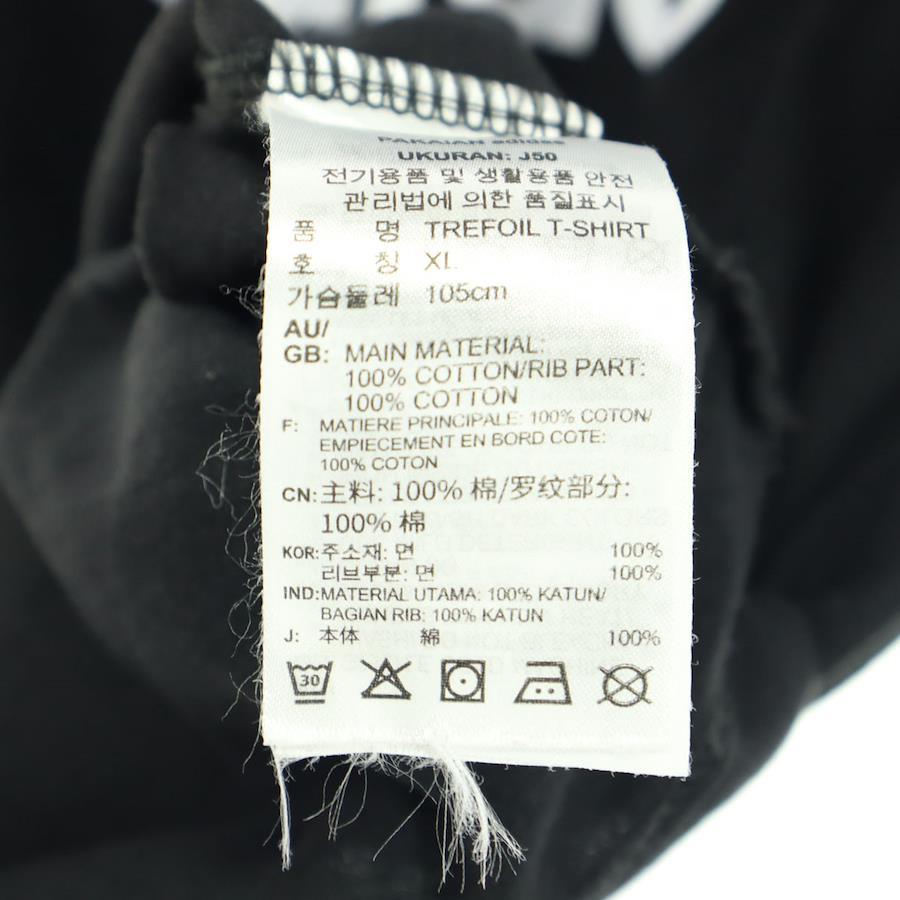 PAKAIAN adidas
UKURAN: J50
전기용품 및 생활용품 안전
관리법에 의한 품질표시
품 명 TREFOIL T-SHIRT
호 칭 XL
가슴둘레 105cm
AU/
GB: MAIN MATERIAL:
100% COTTON/RIB PART:
100% COTTON
F: MATIERE PRINCIPALE: 100% COTON/
EMPIECEMENT EN BORD COTE:
100% COTON
CN: 主料: 100% 棉/罗纹部分:
100% 棉
KOR: 주소재: 면 100%
리브부분: 면 100%
IND: MATERIAL UTAMA: 100% KATUN/
BAGIAN RIB: 100% KATUN
J: 本体 綿 100%
30